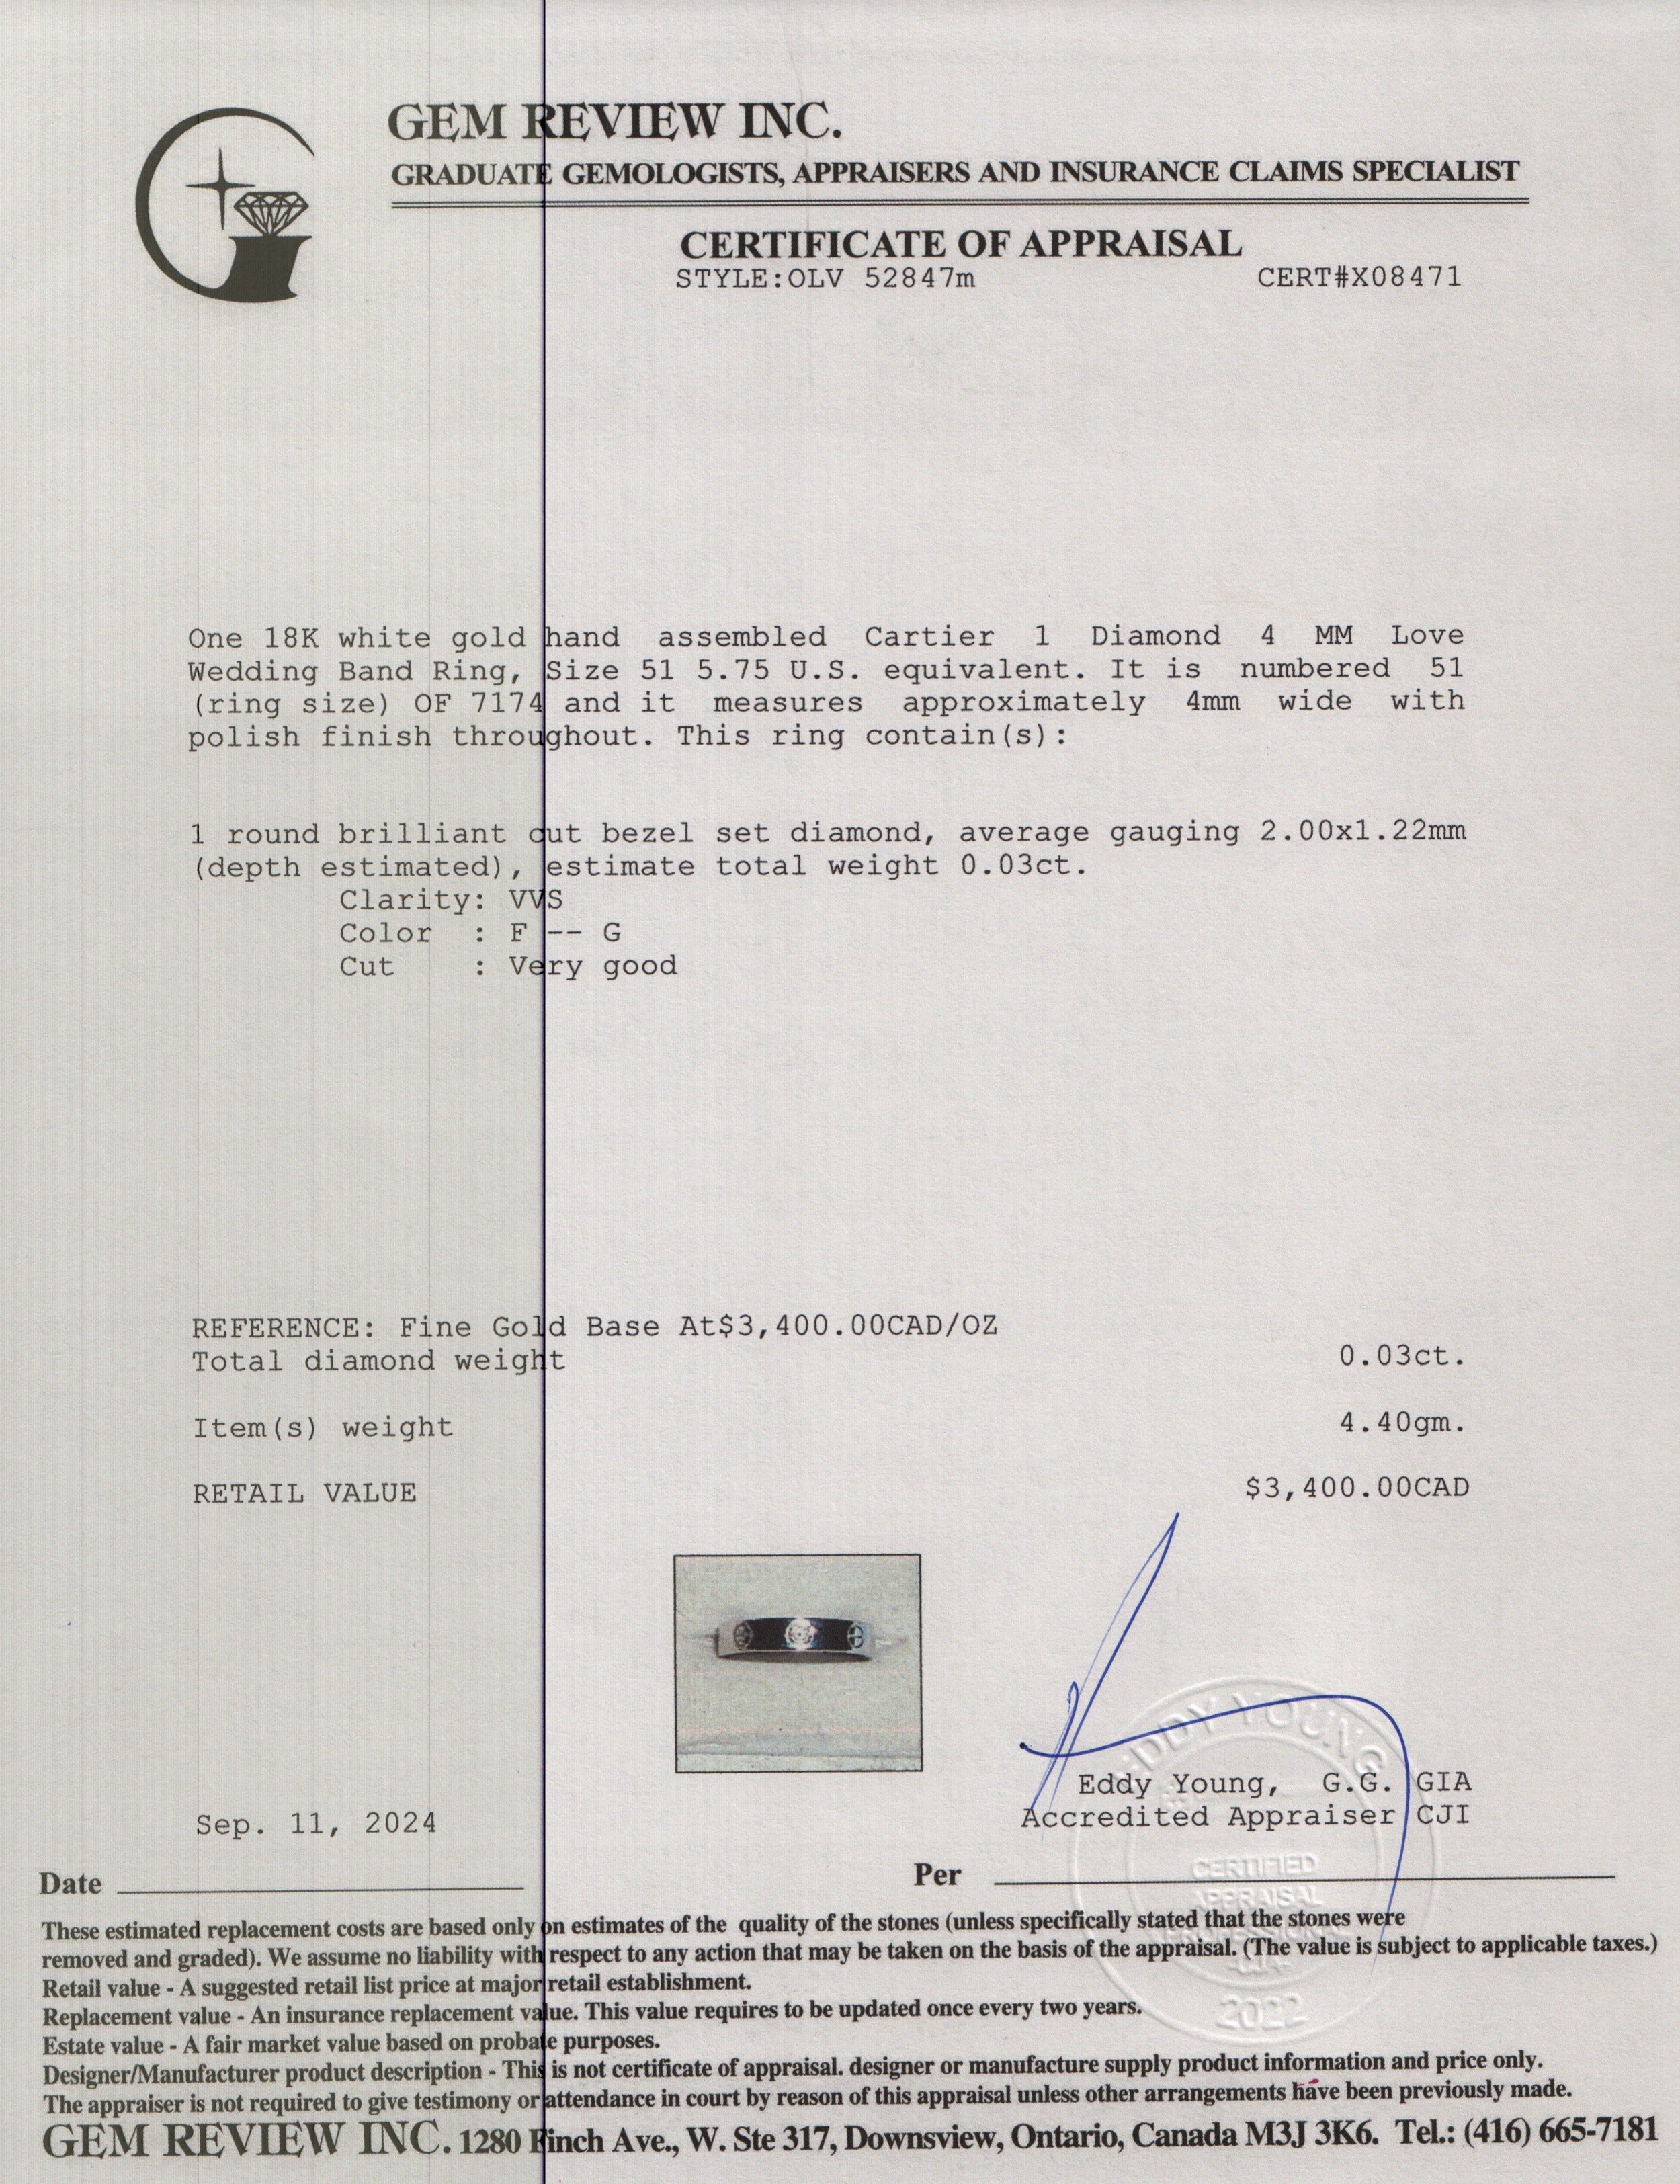 GEM REVIEW INC.
GRADUATE GEMOLOGISTS, APPRAISERS AND INSURANCE CLAIMS SPECIALIST
CERTIFICATE OF APPRAISAL
STYLE:OLV 52847m CERT#X08471
One 18K white gold hand assembled Cartier 1 Diamond 4 MM Love
Wedding Band Ring, Size 51 5.75 U.S. equivalent. It is numbered 51
(ring size) OF 7174 and it measures approximately 4mm wide with
polish finish throughout. This ring contain(s):
1 round brilliant cut bezel set diamond, average gauging 2.00x1.22mm
(depth estimated), estimate total weight 0.03ct.
Clarity: VVS
Color : F -- G
Cut : Very good
REFERENCE: Fine Gold Base At$3,400.00CAD/OZ
Total diamond weight 0.03ct.
Item(s) weight 4.40gm.
RETAIL VALUE $3,400.00CAD
EDDY YOUNG
Eddy Young, G.G. GIA
Accredited Appraiser CJI
Sep. 11, 2024
CERTIFIED
APPRAISAL
Date Per
These estimated replacement costs are based only on estimates of the quality of the stones (unless specifically stated that the stones were
removed and graded). We assume no liability with respect to any action that may be taken on the basis of the appraisal. (The value is subject to applicable taxes.)
Retail value - A suggested retail list price at major retail establishment.
-CJA-
2022
Replacement value - An insurance replacement value. This value requires to be updated once every two years.
Estate value - A fair market value based on probate purposes.
Designer/Manufacturer product description - This is not certificate of appraisal. designer or manufacture supply product information and price only.
The appraiser is not required to give testimony or attendance in court by reason of this appraisal unless other arrangements have been previously made.
GEM REVIEW INC. 1280 Finch Ave., W. Ste 317, Downsview, Ontario, Canada M3J 3K6. Tel.: (416) 665-7181